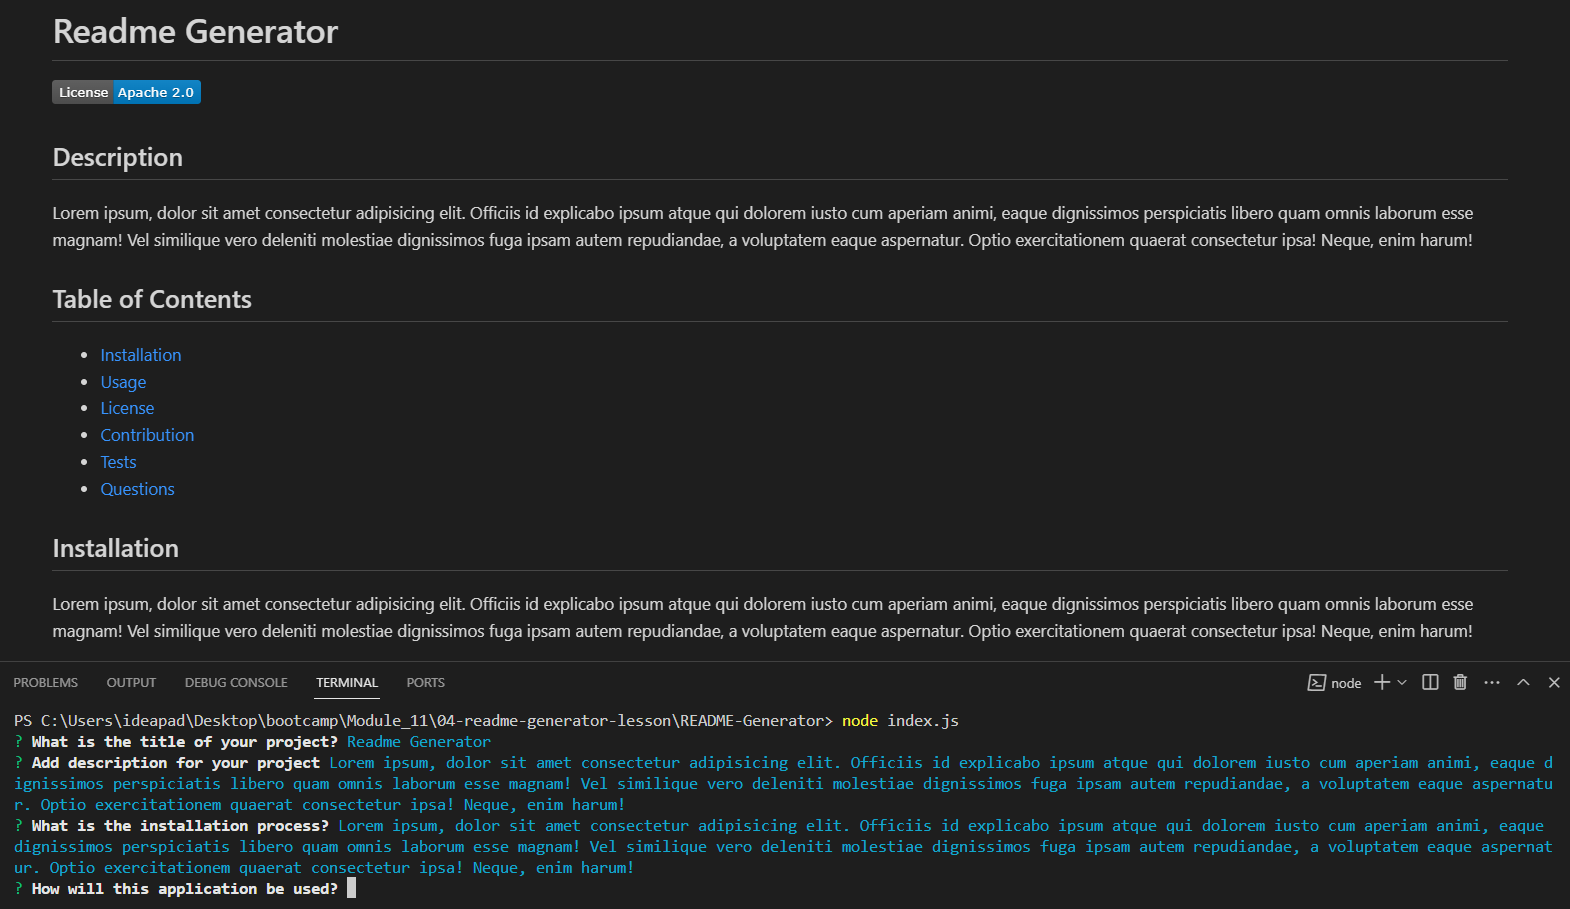 Readme Generator
License Apache 2.0
Description
Lorem ipsum, dolor sit amet consectetur adipisicing elit. Officiis id explicabo ipsum atque qui dolorem iusto cum aperiam animi, eaque dignissimos perspiciatis libero quam omnis laborum esse
magnam! Vel similique vero deleniti molestiae dignissimos fuga ipsam autem repudiandae, a voluptatem eaque aspernatur. Optio exercitationem quaerat consectetur ipsa! Neque, enim harum!
Table of Contents
Installation
Usage
License
Contribution
Tests
Questions
Installation
Lorem ipsum, dolor sit amet consectetur adipisicing elit. Officiis id explicabo ipsum atque qui dolorem iusto cum aperiam animi, eaque dignissimos perspiciatis libero quam omnis laborum esse
magnam! Vel similique vero deleniti molestiae dignissimos fuga ipsam autem repudiandae, a voluptatem eaque aspernatur. Optio exercitationem quaerat consectetur ipsa! Neque, enim harum!
PROBLEMS OUTPUT DEBUG CONSOLE TERMINAL PORTS node
PS C:\Users\ideapad\Desktop\bootcamp\Module_11\04-readme-generator-lesson\README-Generator> node index.js
? What is the title of your project? Readme Generator
? Add description for your project Lorem ipsum, dolor sit amet consectetur adipisicing elit. Officiis id explicabo ipsum atque qui dolorem iusto cum aperiam animi, eaque d
ignissimos perspiciatis libero quam omnis laborum esse magnam! Vel similique vero deleniti molestiae dignissimos fuga ipsam autem repudiandae, a voluptatem eaque aspernatu
r. Optio exercitationem quaerat consectetur ipsa! Neque, enim harum!
? What is the installation process? Lorem ipsum, dolor sit amet consectetur adipisicing elit. Officiis id explicabo ipsum atque qui dolorem iusto cum aperiam animi, eaque
dignissimos perspiciatis libero quam omnis laborum esse magnam! Vel similique vero deleniti molestiae dignissimos fuga ipsam autem repudiandae, a voluptatem eaque aspernat
ur. Optio exercitationem quaerat consectetur ipsa! Neque, enim harum!
? How will this application be used?